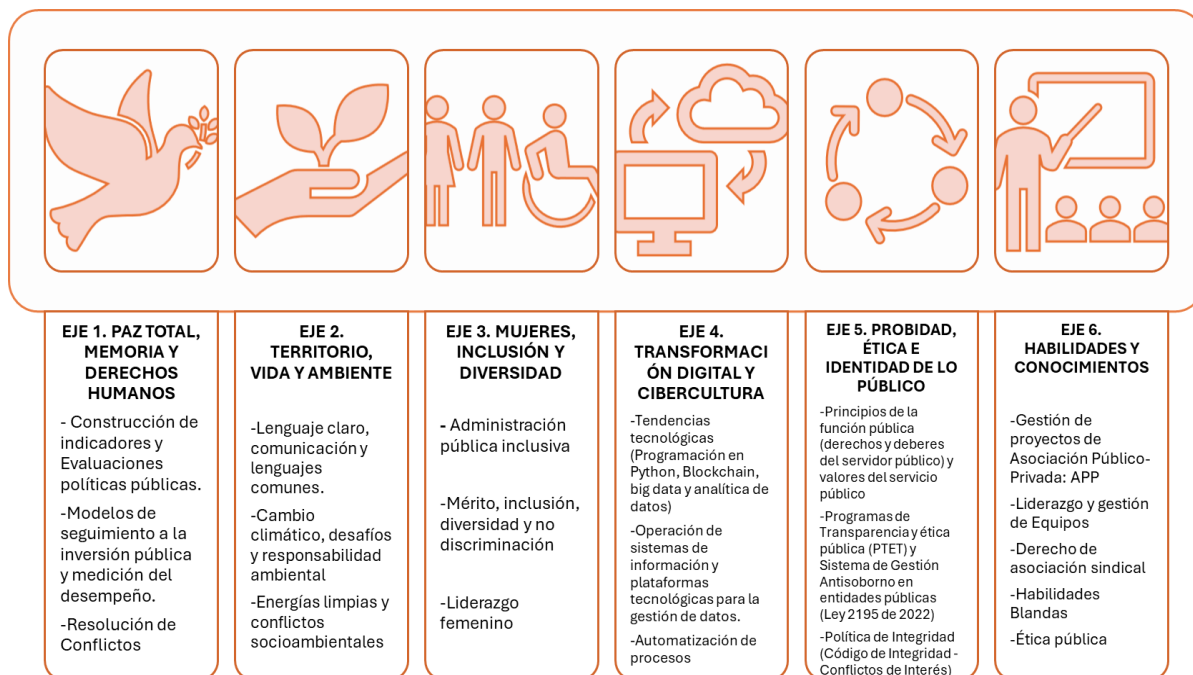 EJE 1. PAZ TOTAL,
MEMORIA Y
DERECHOS
HUMANOS
- Construcción de
indicadores y
Evaluaciones
políticas públicas.
-Modelos de
seguimiento a la
inversión pública
y medición del
desempeño.
-Resolución de
Conflictos
EJE 2.
TERRITORIO,
VIDA Y AMBIENTE
-Lenguaje claro,
comunicación y
lenguajes
comunes.
-Cambio
climático, desafíos
y responsabilidad
ambiental
-Energías limpias y
conflictos
socioambientales
EJE 3. MUJERES,
INCLUSIÓN Y
DIVERSIDAD
- Administración
pública inclusiva
-Mérito, inclusión,
diversidad y no
discriminación
-Liderazgo
femenino
EJE 4.
TRANSFORMACI
ÓN DIGITAL Y
CIBERCULTURA
-Tendencias
tecnológicas
(Programación en
Python, Blockchain,
big data y analítica de
datos)
-Operación de
sistemas de
información y
plataformas
tecnológicas para la
gestión de datos.
-Automatización de
procesos
EJE 5. PROBIDAD,
ÉTICA E
IDENTIDAD DE LO
PÚBLICO
-Principios de la
función pública
(derechos y deberes
del servidor público) y
valores del servicio
público
-Programas de
Transparencia y ética
pública (PTET) y
Sistema de Gestión
Antisoborno en
entidades públicas
(Ley 2195 de 2022)
-Política de Integridad
(Código de Integridad -
Conflictos de Interés)
EJE 6.
HABILIDADES Y
CONOCIMIENTOS
-Gestión de
proyectos de
Asociación Público-
Privada: APP
-Liderazgo y gestión
de Equipos
-Derecho de
asociación sindical
-Habilidades
Blandas
-Ética pública